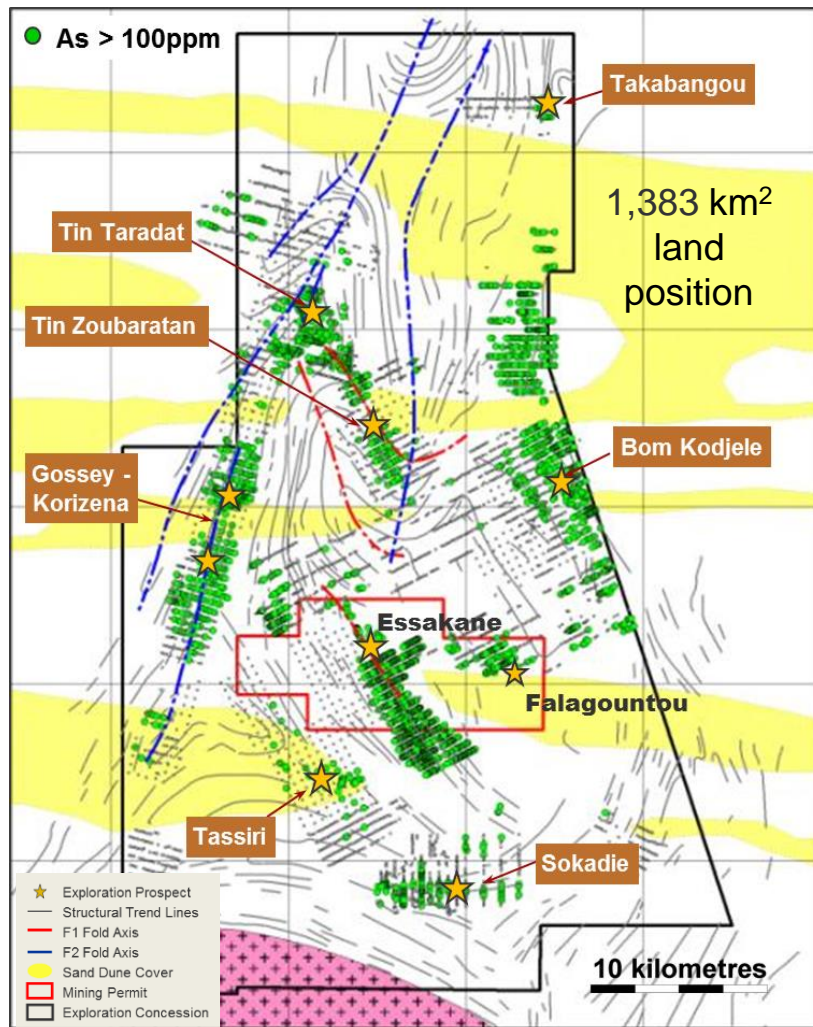 As > 100ppm
Takabangou
1,383 km²
land
position
Tin Taradat
Tin Zoubaratan
Gossey -
Korizena
Bom Kodjele
Essakane
Falagountou
Tassiri
Sokadie
Exploration Prospect
Structural Trend Lines
F1 Fold Axis
F2 Fold Axis
Sand Dune Cover
Mining Permit
Exploration Concession
10 kilometres